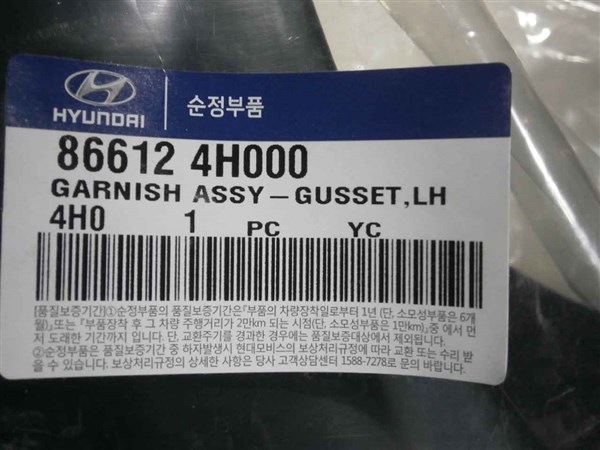 HYUNDAI
순정부품
86612 4H000
GARNISH ASSY-GUSSET,LH
4H0 1 PC YC
[품질보증기간]①순정부품의 품질보증기간은「부품의 차량장착일로부터 1년 (단, 소모성부품은 6개
월)」또는 「부품장착 후 그 차량 주행거리가 2만km 되는 시점(단, 소모성부품은 1만km)」중 에서 먼
저 도래한 기간까지 입니다. 단, 교환주기를 경과한 경우에는 품질보증대상에서 제외됩니다.
②순정부품은 품질보증기간 중 하자발생시 현대모비스의 보상처리규정에 따라 교환 또는 수리 받
을 수 있습니다. 보상처리규정의 상세한 사항은 당사 고객상담센터 1588-7278로 문의 바랍니다.